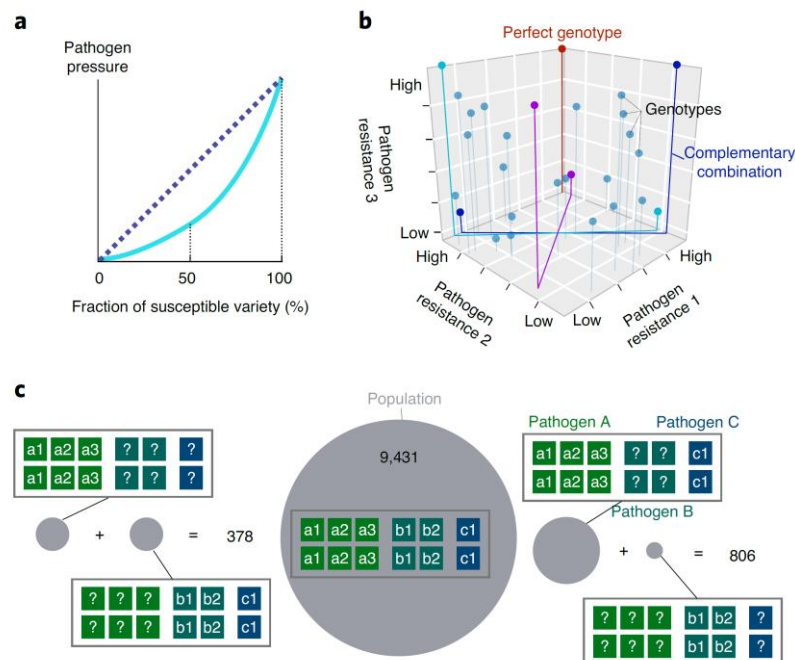 a
Pathogen
pressure
0
50
100
Fraction of susceptible variety (%)
b
Perfect genotype
High
Genotypes
Pathogen
resistance 3
Complementary
combination
Low
High
High
Pathogen
resistance 2
Low
Low
Pathogen
resistance 1
c
Population
9,431
a1 a2 a3 ? ? ?
a1 a2 a3 ? ? ?
+ = 378
? ? ? b1 b2 c1
? ? ? b1 b2 c1
a1 a2 a3 b1 b2 c1
a1 a2 a3 b1 b2 c1
Pathogen A
Pathogen C
a1 a2 a3 ? ? c1
a1 a2 a3 ? ? c1
Pathogen B
+ = 806
? ? ? b1 b2 ?
? ? ? b1 b2 ?